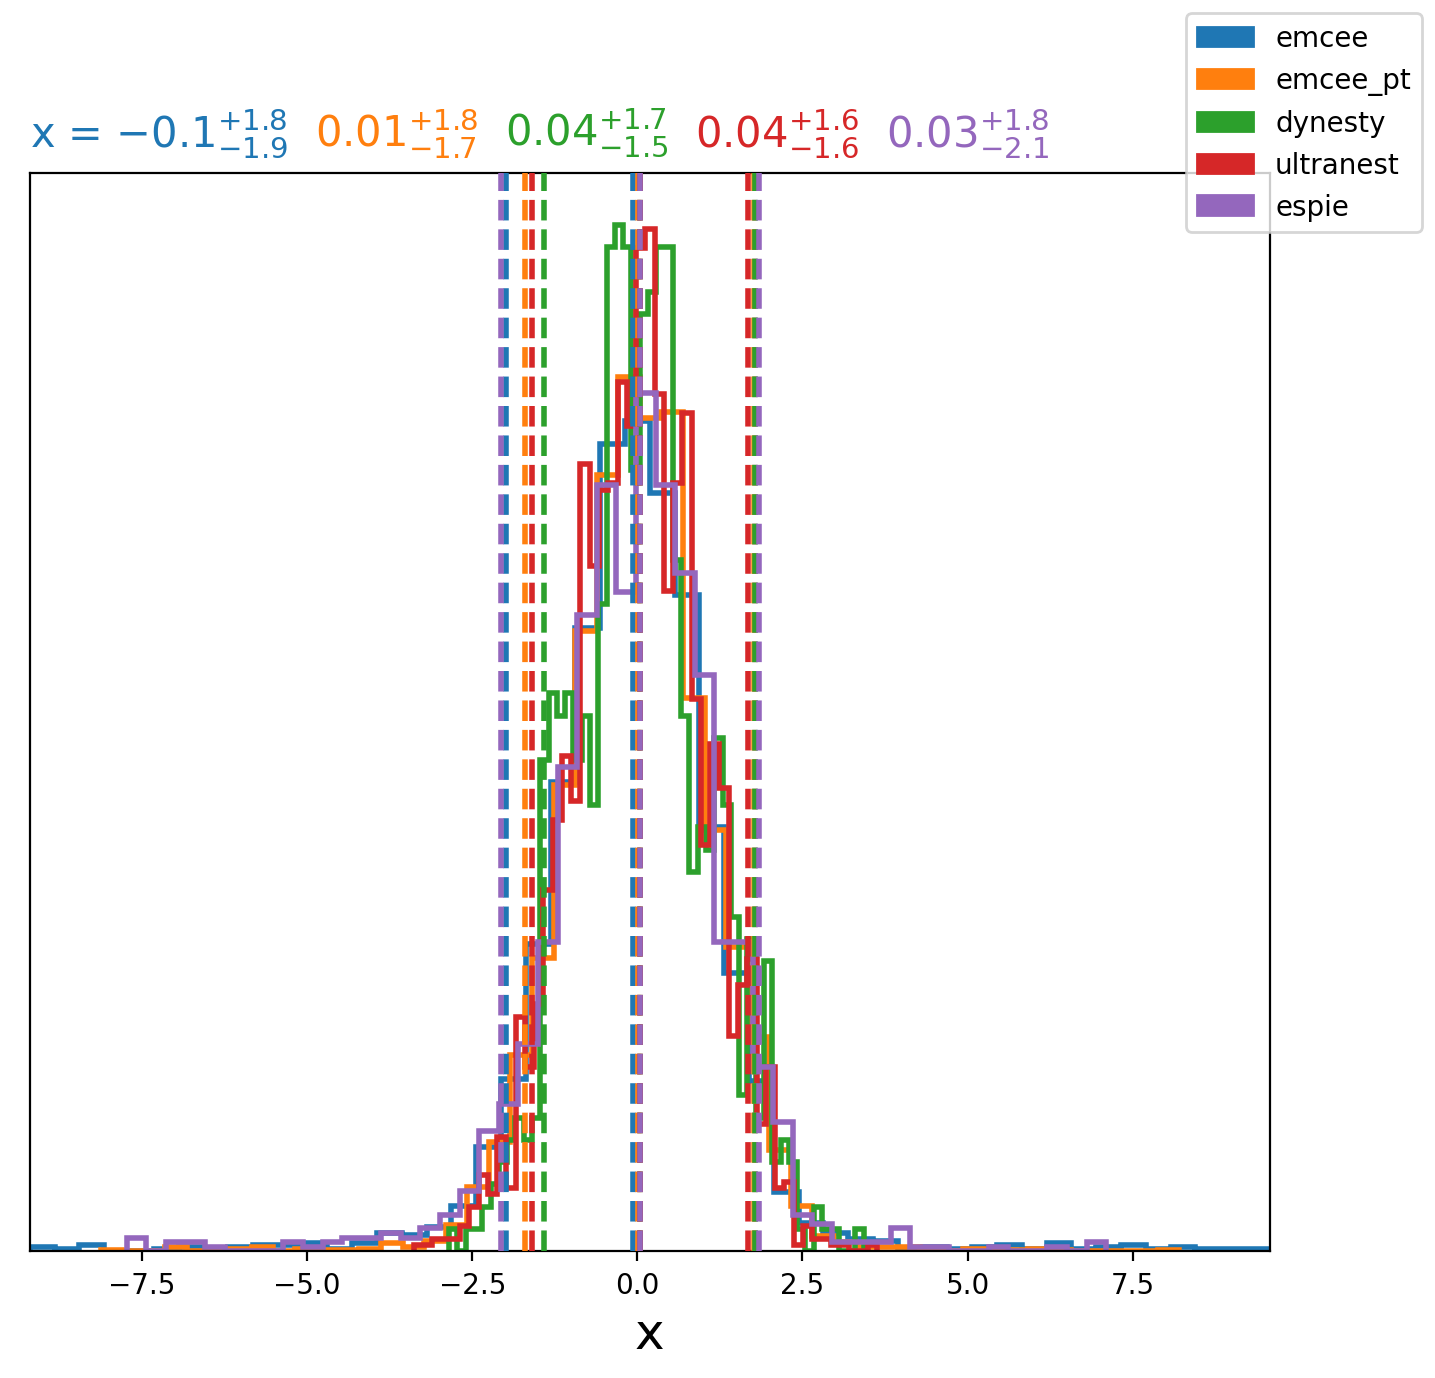 emcee
emcee_pt
dynesty
ultranest
espie
x = −0.1 +1.8 −1.9 0.01 +1.8 −1.7 0.04 +1.7 −1.5 0.04 +1.6 −1.6 0.03 +1.8 −2.1
−7.5 −5.0 −2.5 0.0 2.5 5.0 7.5
x